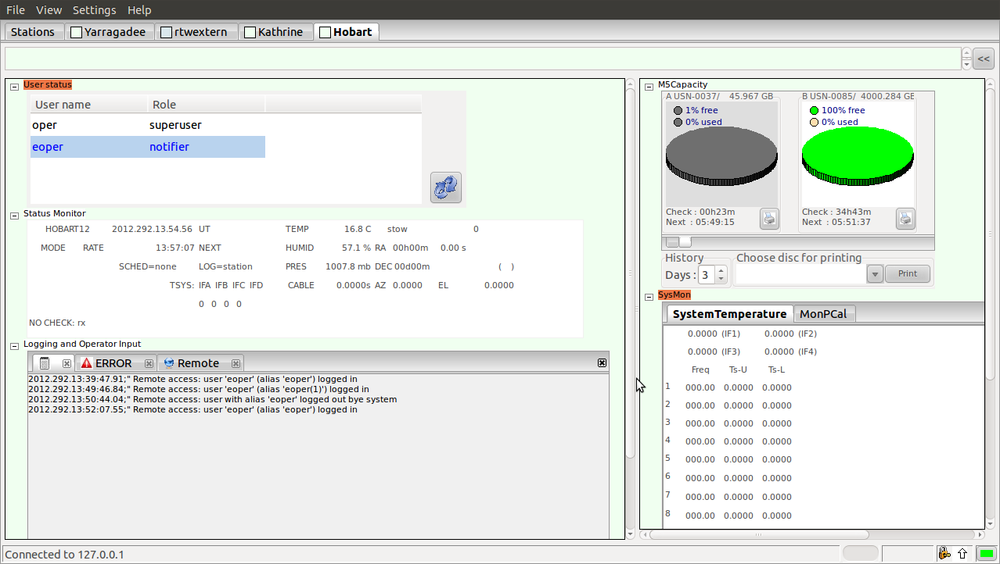 File View Settings Help
Stations Yarragadee rtwextern Kathrine Hobart
<<
User status
User name Role
oper superuser
eoper notifier
Status Monitor
HOBART12 2012.292.13.54.56 UT TEMP 16.8 C stow 0
MODE RATE 13:57:07 NEXT HUMID 57.1 % RA 00h00m 0.00 s
SCHED=none LOG=station PRES 1007.8 mb DEC 00d00m ( )
TSYS: IFA IFB IFC IFD CABLE 0.0000s AZ 0.0000 EL 0.0000
0 0 0 0
NO CHECK: rx
Logging and Operator Input
ERROR Remote
2012.292.13:39:47.91;" Remote access: user 'eoper' (alias 'eoper') logged in
2012.292.13:49:46.84;" Remote access: user 'eoper' (alias 'eoper(1)') logged in
2012.292.13:50:44.04;" Remote access: user with alias 'eoper' logged out bye system
2012.292.13:52:07.55;" Remote access: user 'eoper' (alias 'eoper') logged in
M5Capacity
A USN-0037/ 45.967 GB
1% free
0% used
Check : 00h23m
Next : 05:49:15
B USN-0085/ 4000.284 GB
100% free
0% used
Check : 34h43m
Next : 05:51:37
History
Days : 3
Choose disc for printing
Print
SysMon
SystemTemperature MonPCal
0.0000 (IF1) 0.0000 (IF2)
0.0000 (IF3) 0.0000 (IF4)
Freq Ts-U Ts-L
1 000.00 0.0000 0.0000
2 000.00 0.0000 0.0000
3 000.00 0.0000 0.0000
4 000.00 0.0000 0.0000
5 000.00 0.0000 0.0000
6 000.00 0.0000 0.0000
7 000.00 0.0000 0.0000
8 000.00 0.0000 0.0000
Connected to 127.0.0.1